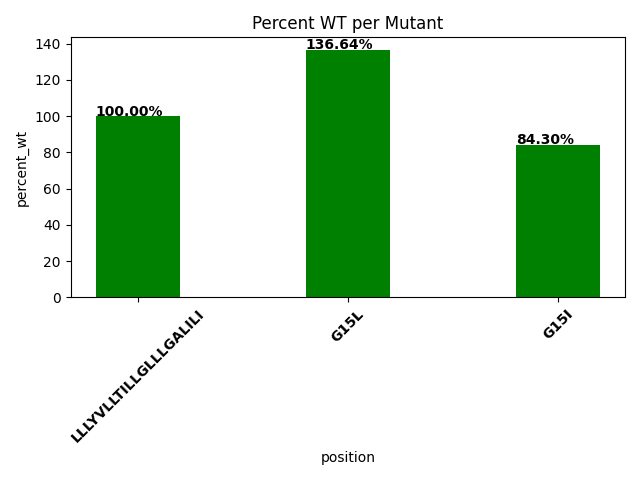 Percent WT per Mutant
percent_wt
140
120
100
80
60
40
20
0
100.00%
136.64%
84.30%
LLLYVLLTILLGLLLGALILI
G15L
G15I
position